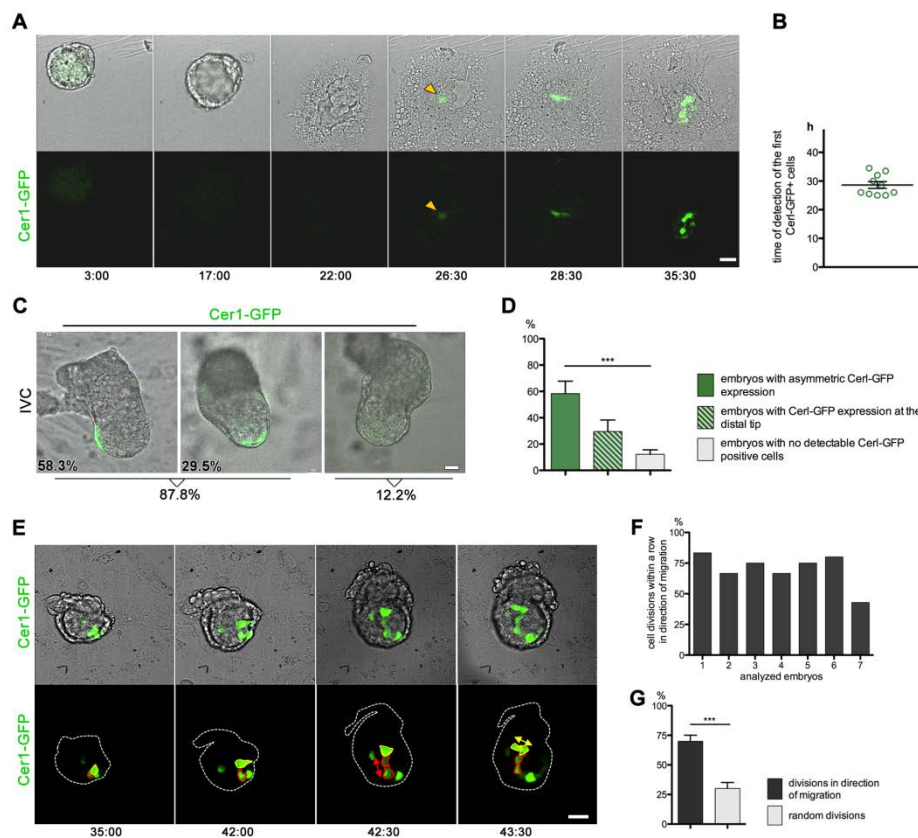 A
Cer1-GFP
3:00
17:00
22:00
26:30
28:30
35:30
B
h
40
30
20
10
0
time of detection of the first
Cerl-GFP+ cells
C
Cer1-GFP
IVC
58.3%
29.5%
87.8%
12.2%
D
%
100
80
60
40
20
0
***
embryos with asymmetric Cerl-GFP
expression
embryos with Cerl-GFP expression at the
distal tip
embryos with no detectable Cerl-GFP
positive cells
E
Cer1-GFP
Cer1-GFP
35:00
42:00
42:30
43:30
F
%
100
75
50
25
0
cell divisions within a row
in direction of migration
1 2 3 4 5 6 7
analyzed embryos
G
%
100
75
50
25
0
***
divisions in direction
of migration
random divisions